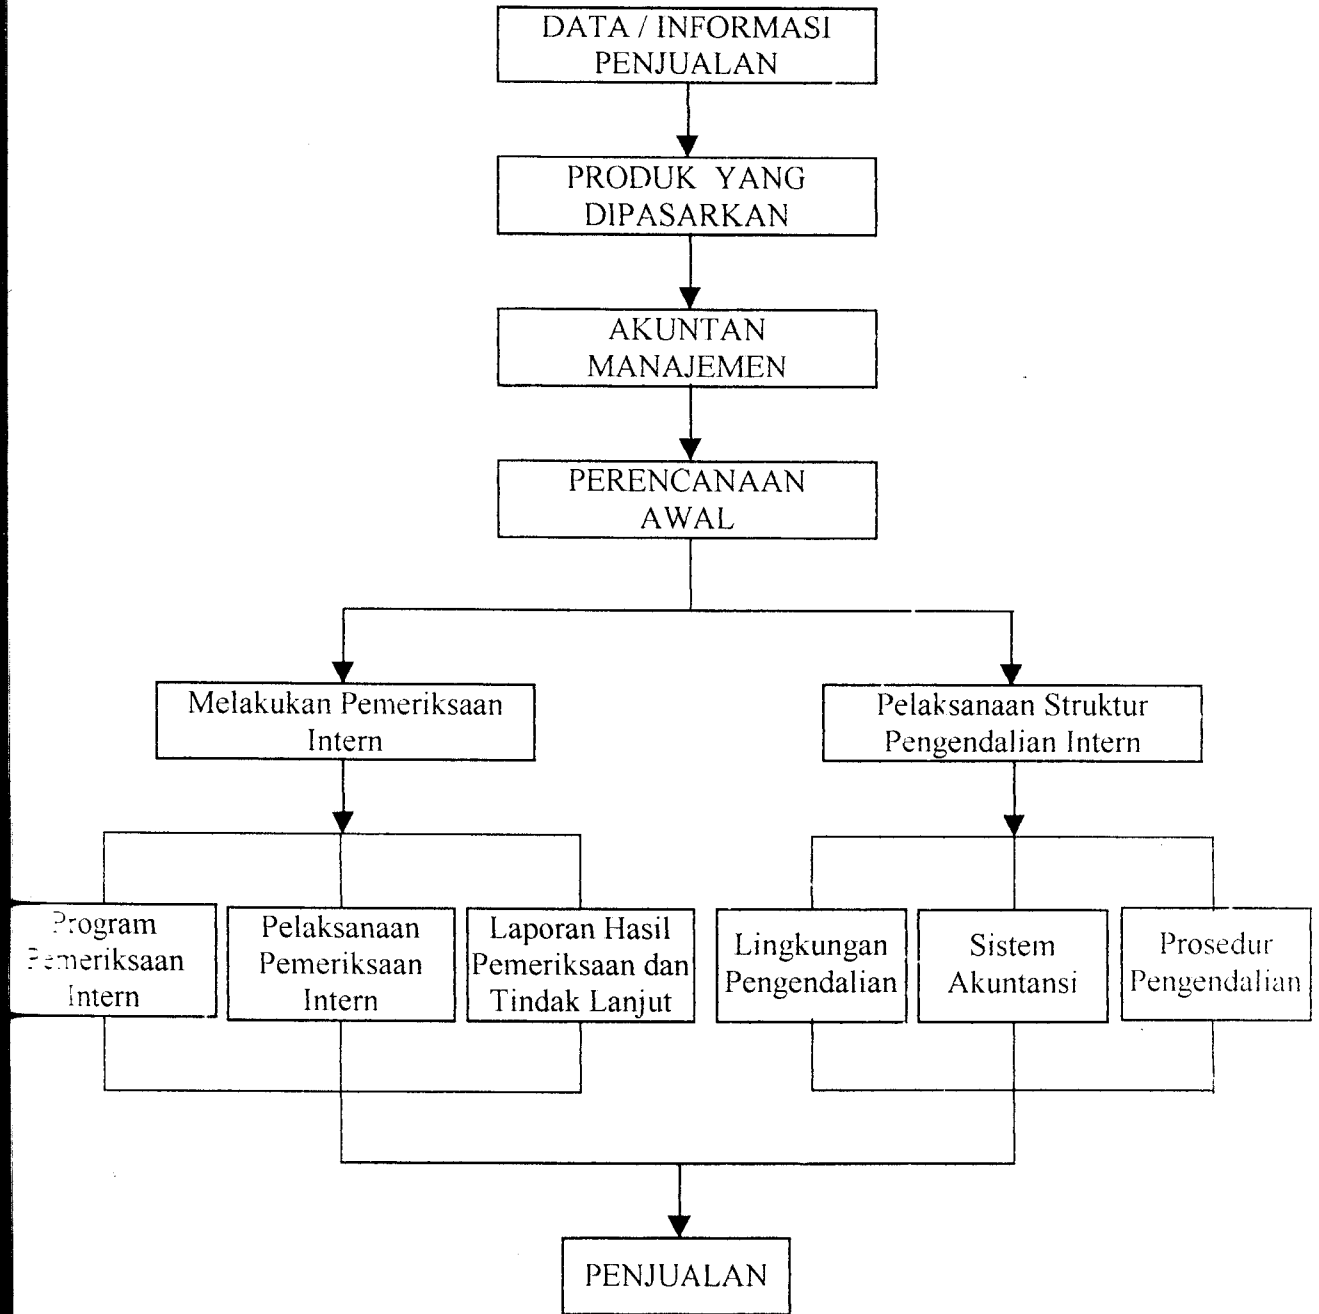 DATA / INFORMASI
PENJUALAN
PRODUK YANG
DIPASARKAN
AKUNTAN
MANAJEMEN
PERENCANAAN
AWAL
Melakukan Pemeriksaan
Intern
Pelaksanaan Struktur
Pengendalian Intern
Program
Pemeriksaan
Intern
Pelaksanaan
Pemeriksaan
Intern
Laporan Hasil
Pemeriksaan dan
Tindak Lanjut
Lingkungan
Pengendalian
Sistem
Akuntansi
Prosedur
Pengendalian
PENJUALAN